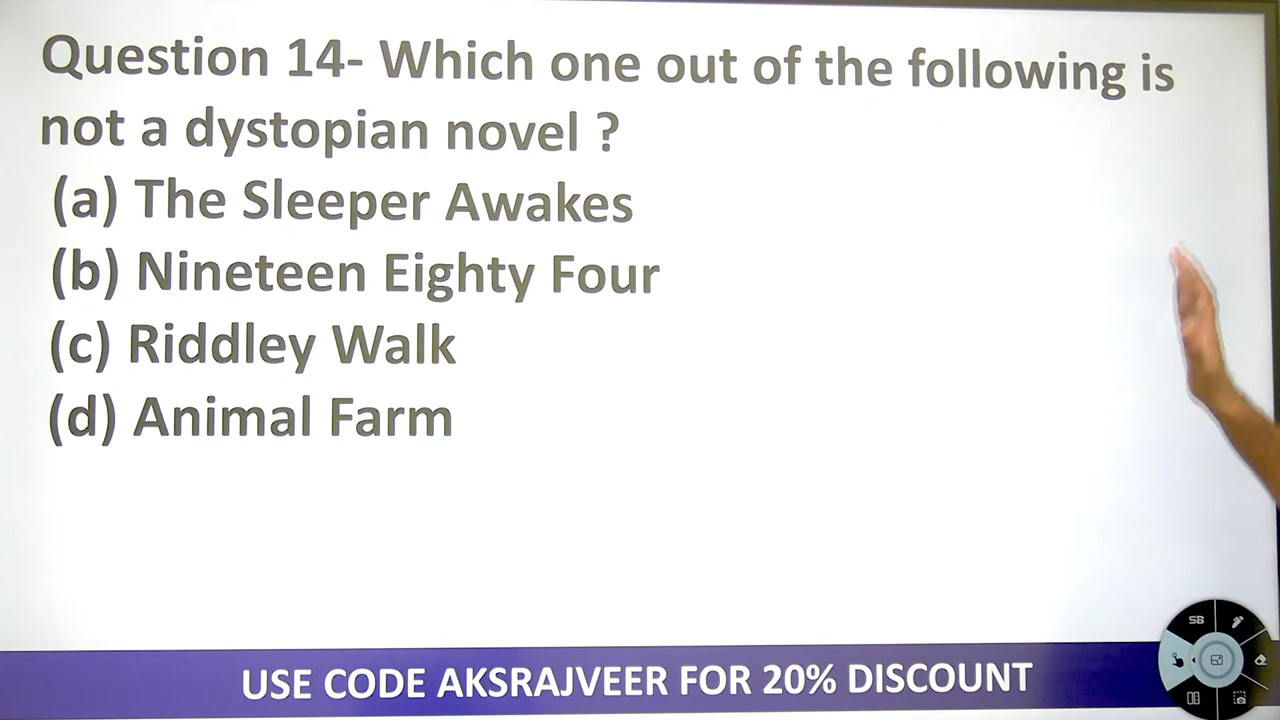 Question 14- Which one out of the following is
not a dystopian novel ?
(a) The Sleeper Awakes
(b) Nineteen Eighty Four
(c) Riddley Walk
(d) Animal Farm
SB
USE CODE AKSRAJVEER FOR 20% DISCOUNT